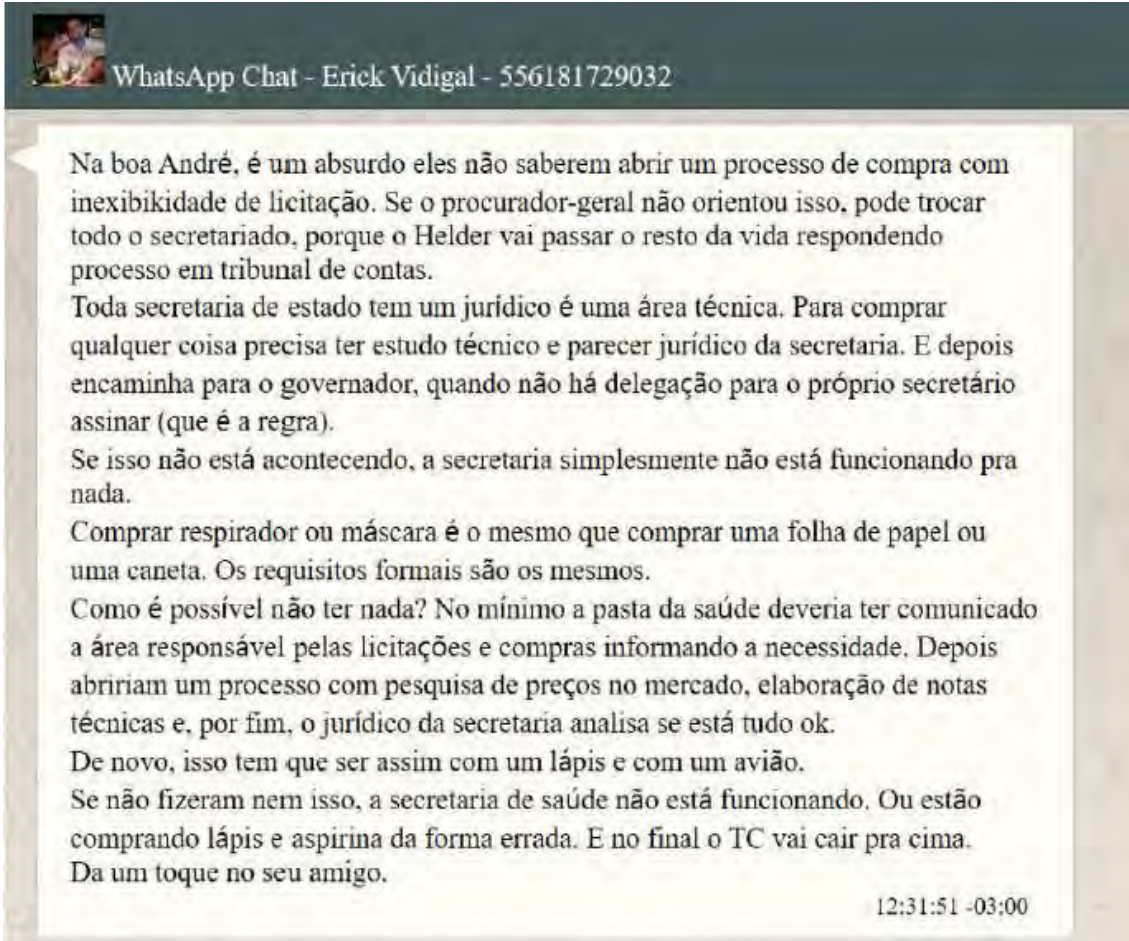 WhatsApp Chat - Erick Vidigal - 556181729032
Na boa André, é um absurdo eles não saberem abrir um processo de compra com
inexibikidade de licitação. Se o procurador-geral não orientou isso, pode trocar
todo o secretariado, porque o Helder vai passar o resto da vida respondendo
processo em tribunal de contas.
Toda secretaria de estado tem um jurídico é uma área técnica. Para comprar
qualquer coisa precisa ter estudo técnico e parecer jurídico da secretaria. E depois
encaminha para o governador, quando não há delegação para o próprio secretário
assinar (que é a regra).
Se isso não está acontecendo, a secretaria simplesmente não está funcionando pra
nada.
Comprar respirador ou máscara é o mesmo que comprar uma folha de papel ou
uma caneta. Os requisitos formais são os mesmos.
Como é possível não ter nada? No mínimo a pasta da saúde deveria ter comunicado
a área responsável pelas licitações e compras informando a necessidade. Depois
abririam um processo com pesquisa de preços no mercado, elaboração de notas
técnicas e, por fim, o jurídico da secretaria analisa se está tudo ok.
De novo, isso tem que ser assim com um lápis e com um avião.
Se não fizeram nem isso, a secretaria de saúde não está funcionando. Ou estão
comprando lápis e aspirina da forma errada. E no final o TC vai cair pra cima.
Da um toque no seu amigo.
12:31:51 -03:00